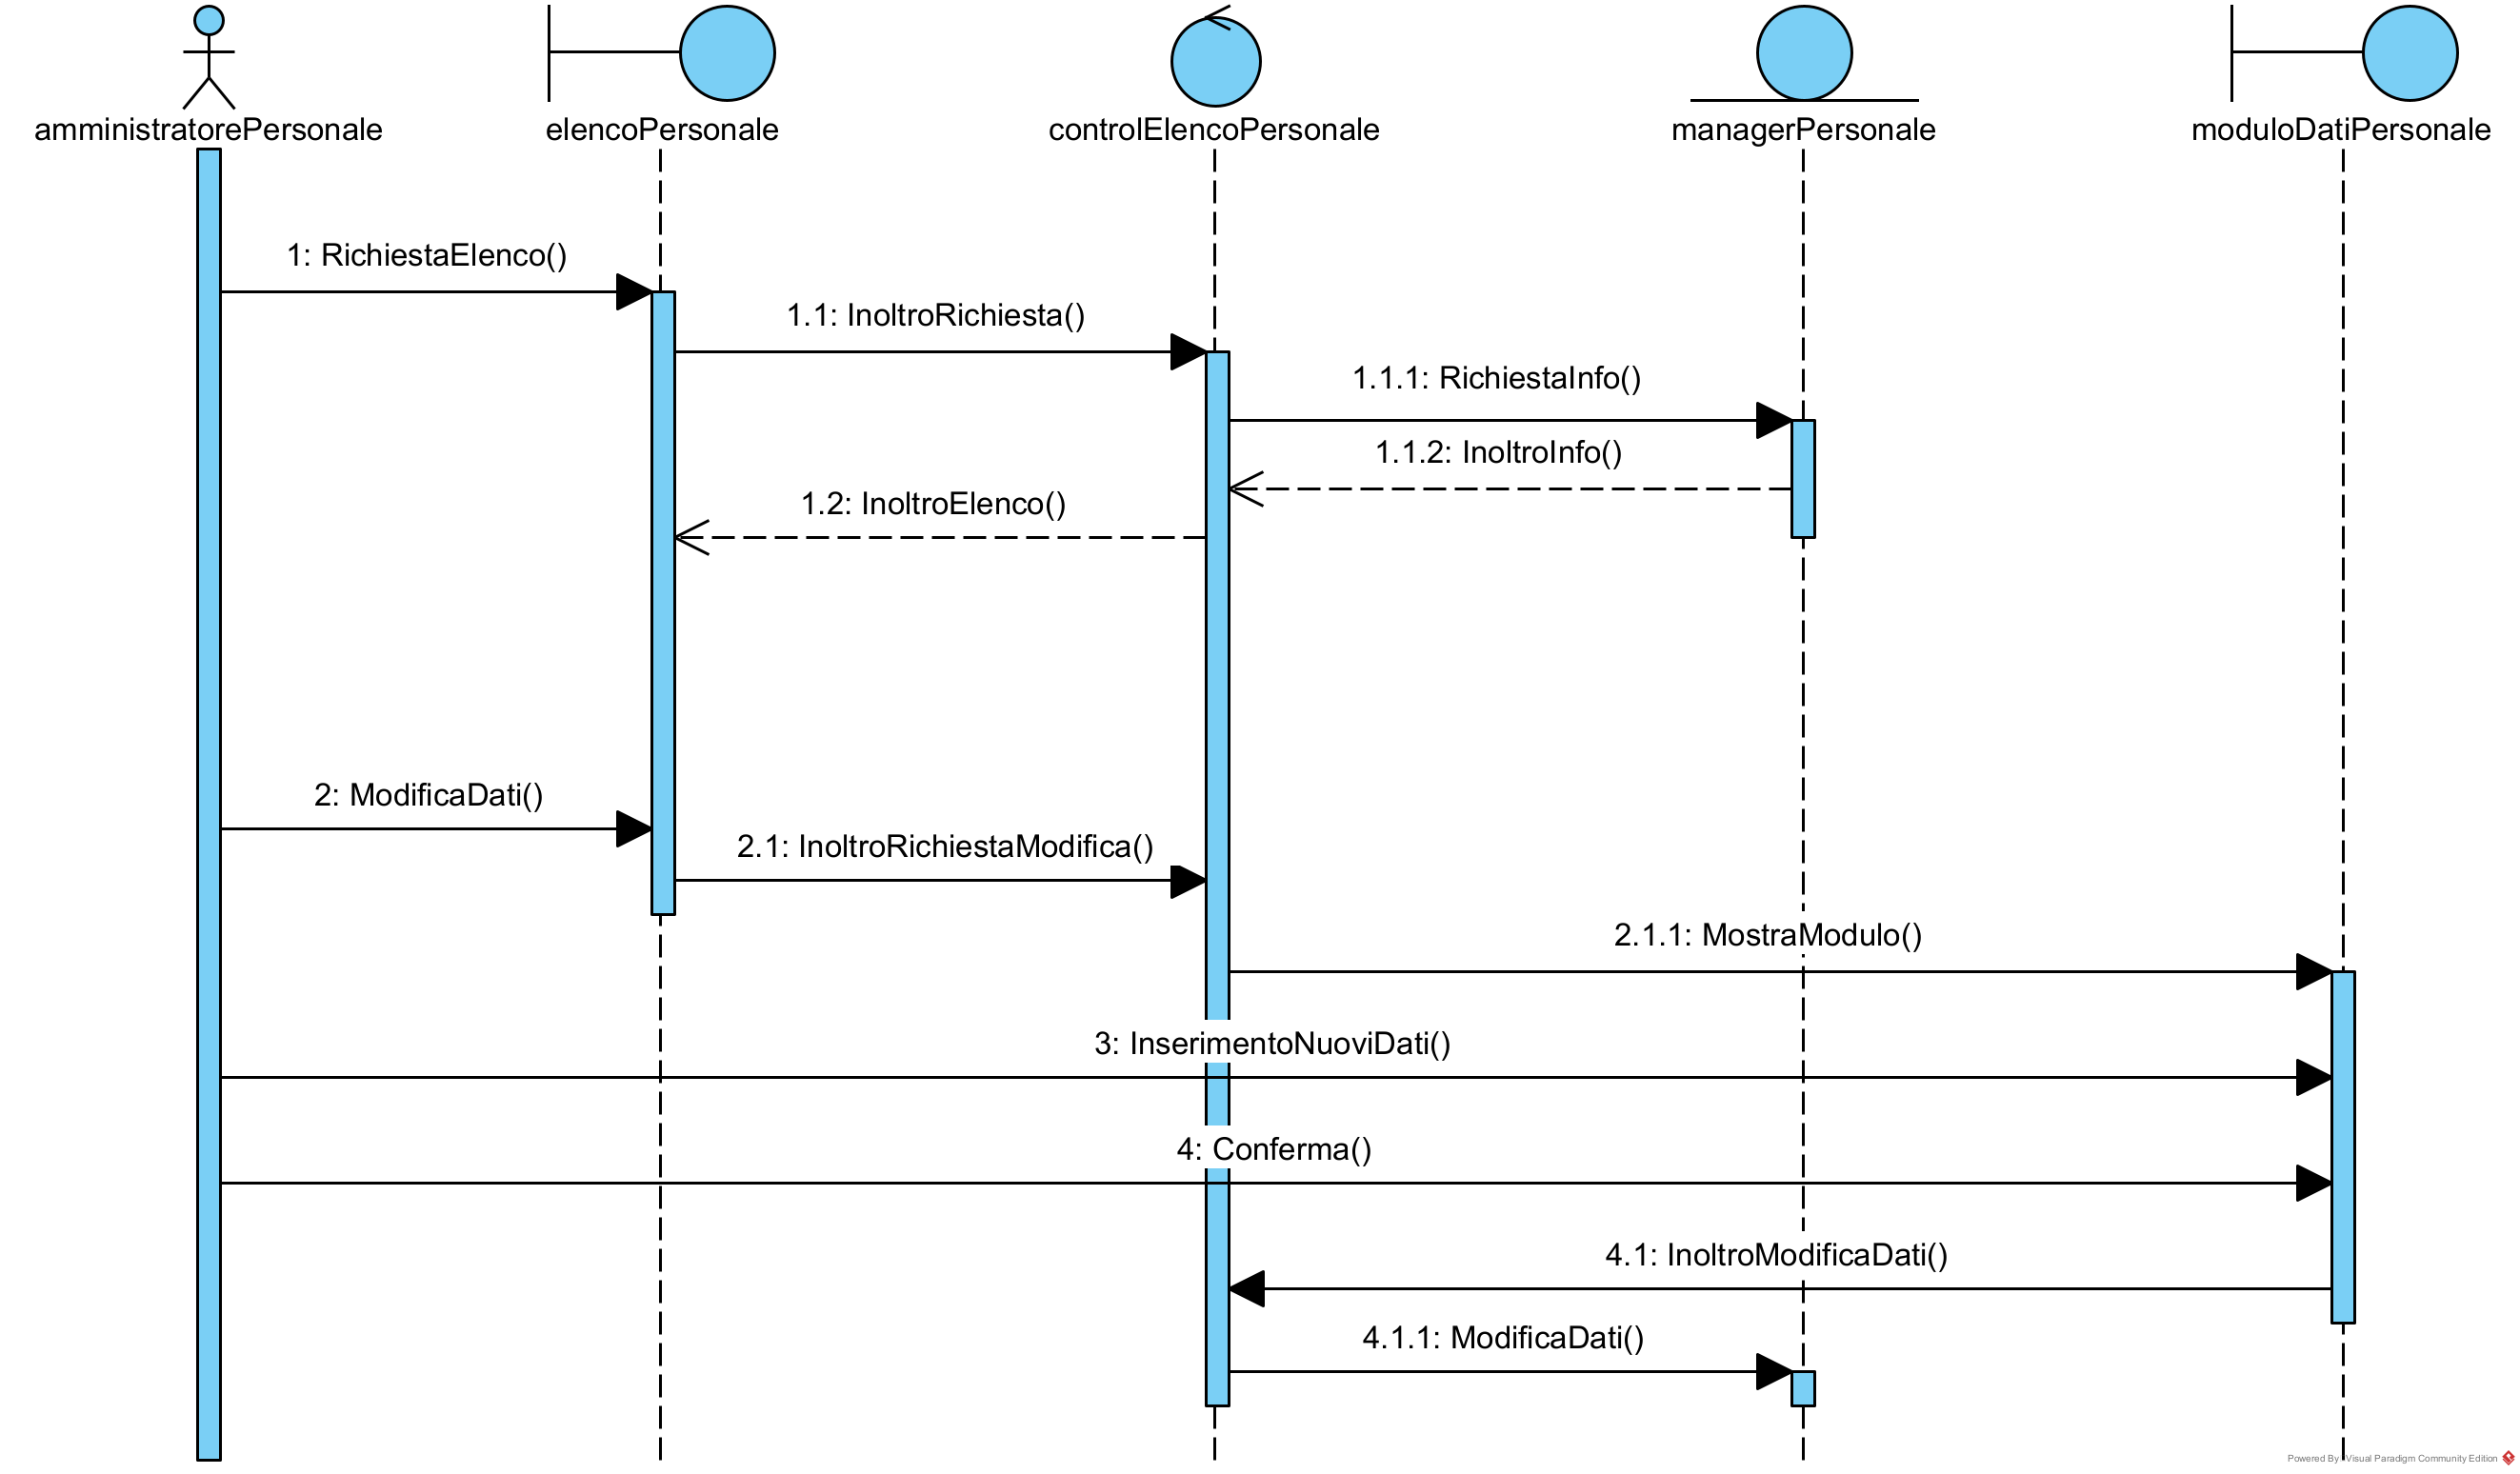 amministratorePersonale
elencoPersonale
controlElencoPersonale
managerPersonale
moduloDatiPersonale
1: RichiestaElenco()
1.1: InoltroRichiesta()
1.1.1: RichiestaInfo()
1.1.2: InoltroInfo()
1.2: InoltroElenco()
2: ModificaDati()
2.1: InoltroRichiestaModifica()
2.1.1: MostraModulo()
3: InserimentoNuoviDati()
4: Conferma()
4.1: InoltroModificaDati()
4.1.1: ModificaDati()
Powered By Visual Paradigm Community Edition